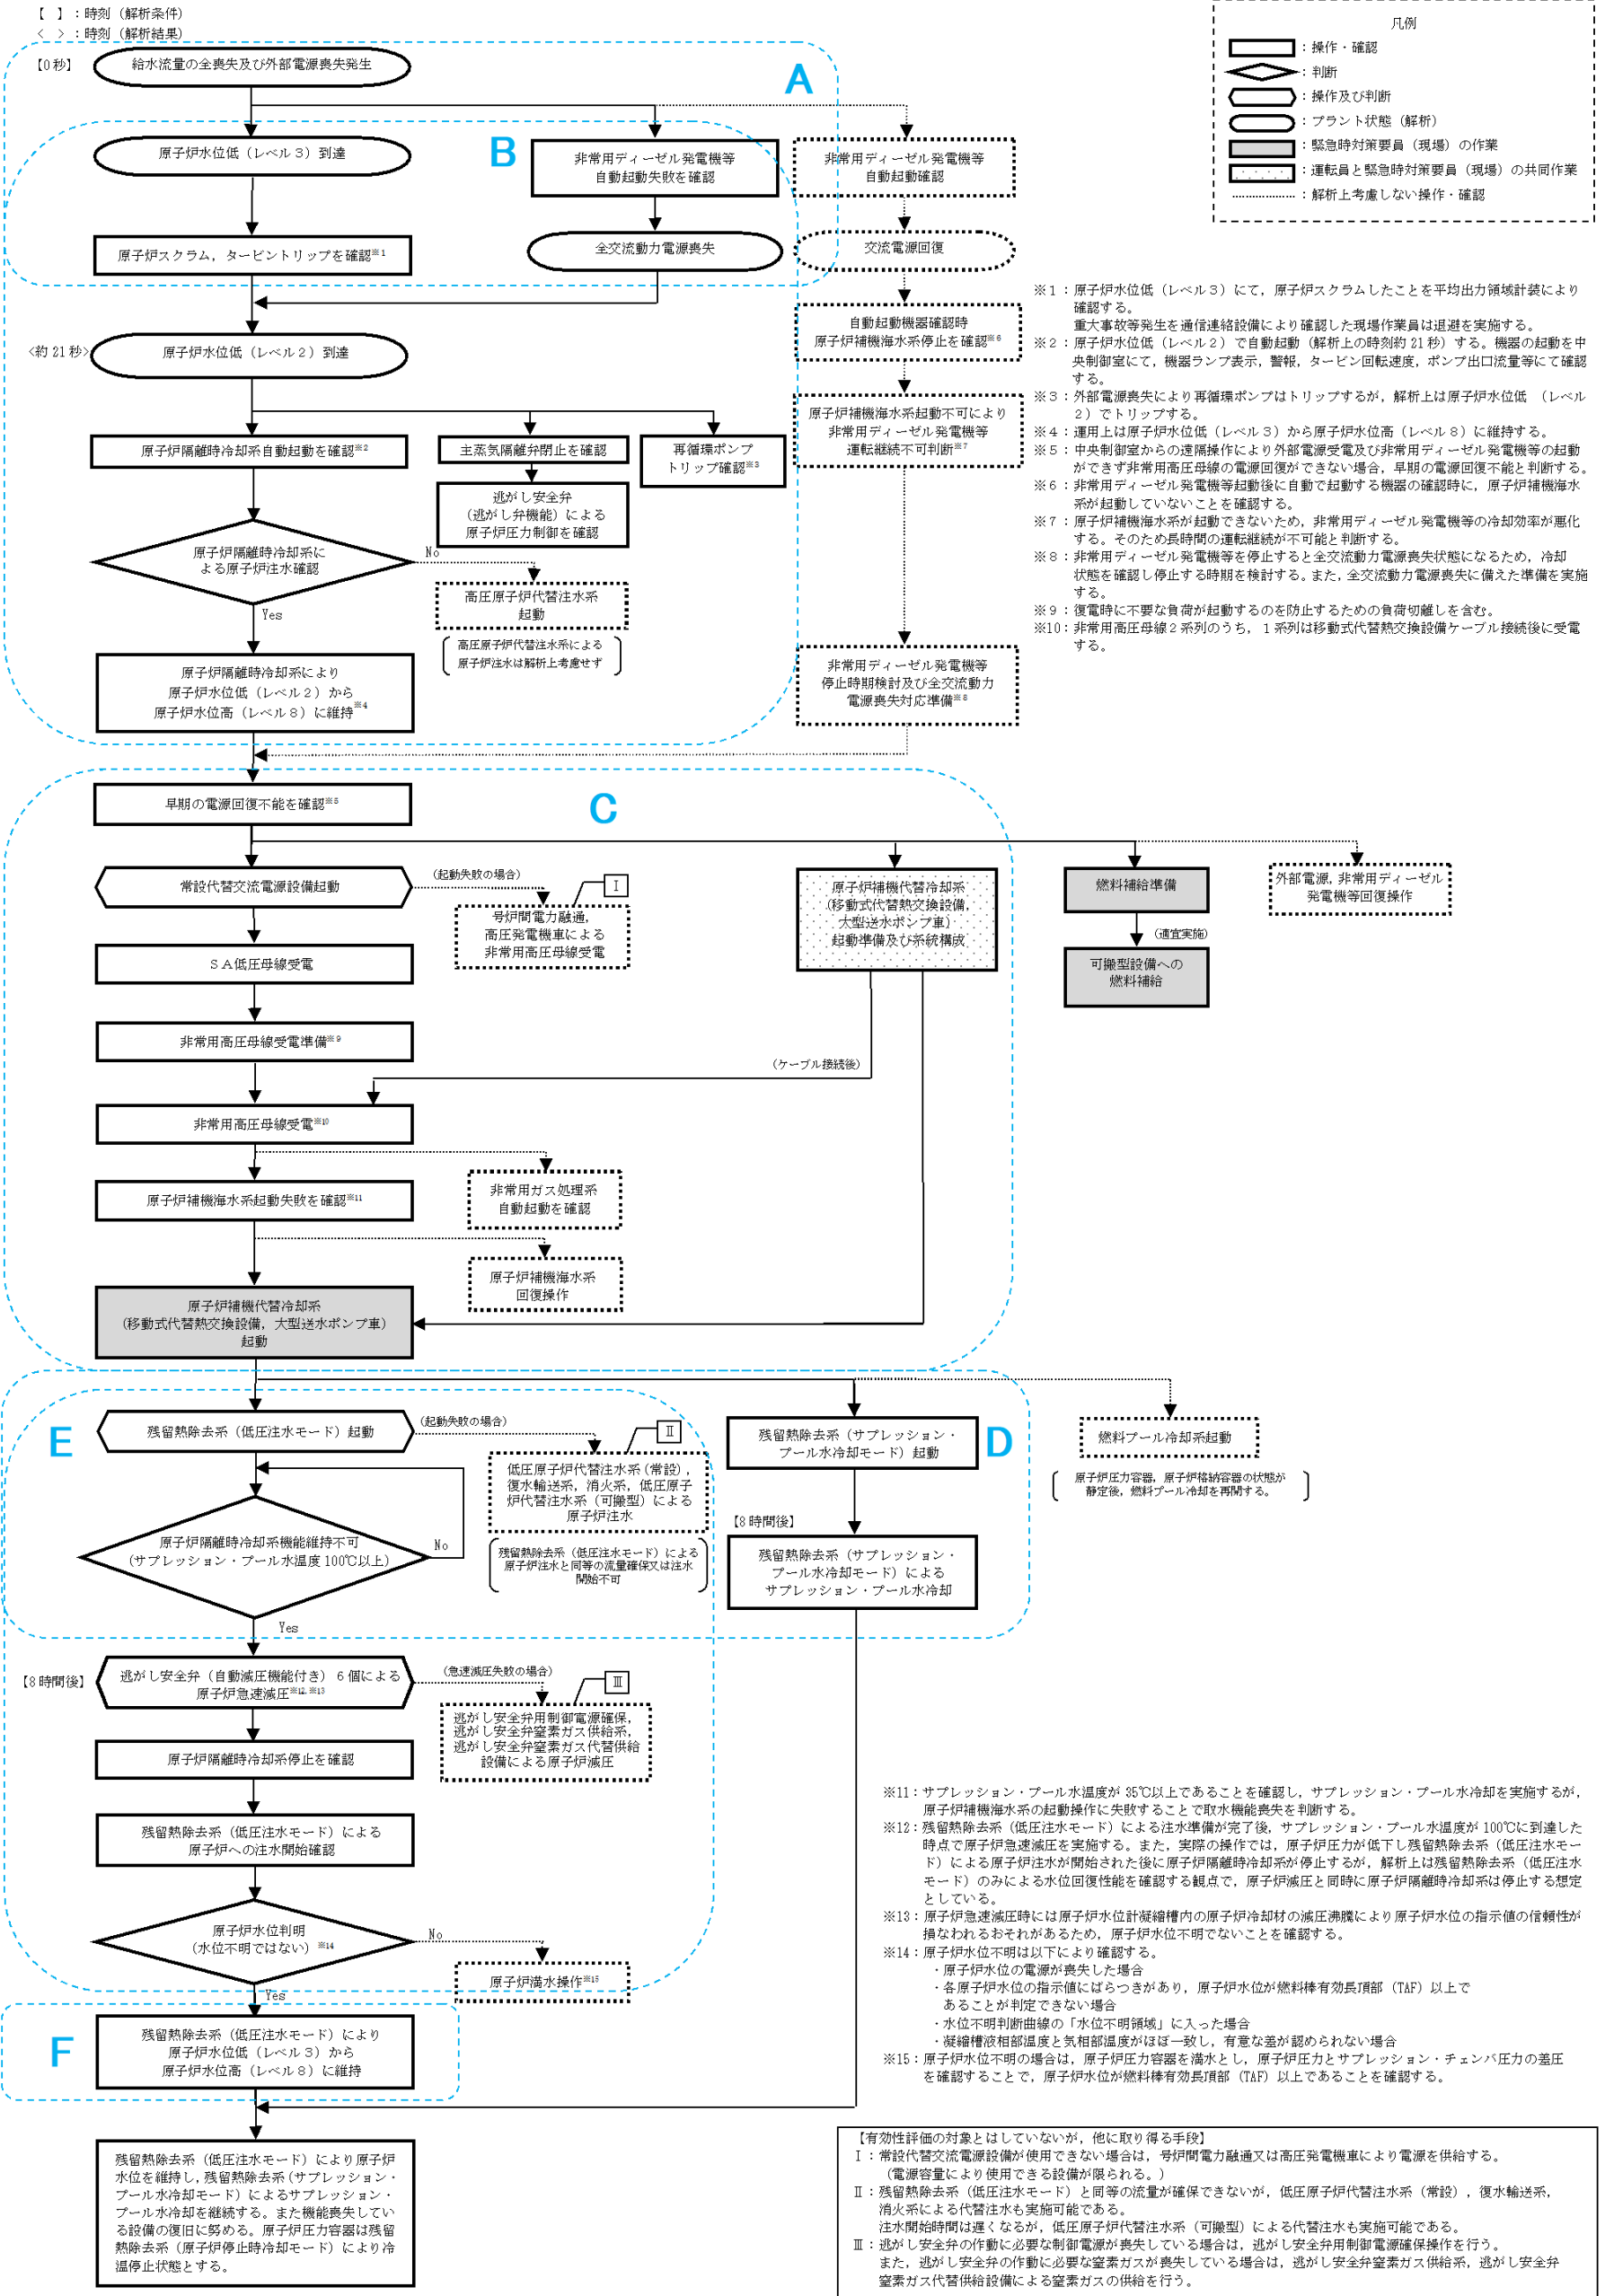 【　】：時刻（解析条件）
＜　＞：時刻（解析結果）
凡例
：操作・確認
：判断
：操作及び判断
：プラント状態（解析）
：緊急時対策要員（現場）の作業
：運転員と緊急時対策要員（現場）の共同作業
：解析上考慮しない操作・確認
【0秒】
給水流量の全喪失及び外部電源喪失発生
A
原子炉水位低（レベル３）到達
B
非常用ディーゼル発電機等
自動起動失敗を確認
非常用ディーゼル発電機等
自動起動確認
原子炉スクラム，タービントリップを確認※1
全交流動力電源喪失
交流電源回復
＜約21秒＞
原子炉水位低（レベル２）到達
自動起動機器確認時
原子炉補機海水系停止を確認※6
原子炉隔離時冷却系自動起動を確認※2
主蒸気隔離弁閉止を確認
再循環ポンプ
トリップ確認※3
原子炉補機海水系起動不可により
非常用ディーゼル発電機等
運転継続不可判断※7
逃がし安全弁
（逃がし弁機能）による
原子炉圧力制御を確認
原子炉隔離時冷却系に
よる原子炉注水確認
No
Yes
高圧原子炉代替注水系
起動
高圧原子炉代替注水系による
原子炉注水は解析上考慮せず
原子炉隔離時冷却系により
原子炉水位低（レベル２）から
原子炉水位高（レベル８）に維持※4
非常用ディーゼル発電機等
停止時期検討及び全交流動力
電源喪失対応準備※8
※１：原子炉水位低（レベル３）にて，原子炉スクラムしたことを平均出力領域計装により
確認する。
重大事故等発生を通信連絡設備により確認した現場作業員は退避を実施する。
※２：原子炉水位低（レベル２）で自動起動（解析上の時刻約21秒）する。機器の起動を中
央制御室にて，機器ランプ表示，警報，タービン回転速度，ポンプ出口流量等にて確認
する。
※３：外部電源喪失により再循環ポンプはトリップするが，解析上は原子炉水位低　（レベル
２）でトリップする。
※４：運用上は原子炉水位低（レベル３）から原子炉水位高（レベル８）に維持する。
※５：中央制御室からの遠隔操作により外部電源受電及び非常用ディーゼル発電機等の起動
ができず非常用高圧母線の電源回復ができない場合，早期の電源回復不能と判断する。
※６：非常用ディーゼル発電機等起動後に自動で起動する機器の確認時に，原子炉補機海水
系が起動していないことを確認する。
※７：原子炉補機海水系が起動できないため，非常用ディーゼル発電機等の冷却効率が悪化
する。そのため長時間の運転継続が不可能と判断する。
※８：非常用ディーゼル発電機等を停止すると全交流動力電源喪失状態になるため，冷却
状態を確認し停止する時期を検討する。また，全交流動力電源喪失に備えた準備を実施
する。
※９：復電時に不要な負荷が起動するのを防止するための負荷切離しを含む。
※10：非常用高圧母線２系列のうち，１系列は移動式代替熱交換設備ケーブル接続後に受電
する。
早期の電源回復不能を確認※5
C
常設代替交流電源設備起動
（起動失敗の場合）
Ⅰ
号炉間電力融通，
高圧発電機車による
非常用高圧母線受電
原子炉補機代替冷却系
（移動式代替熱交換設備，
大型送水ポンプ車）
起動準備及び系統構成
燃料補給準備
（適宜実施）
可搬型設備への
燃料補給
外部電源，非常用ディーゼル
発電機等回復操作
ＳＡ低圧母線受電
非常用高圧母線受電準備※9
（ケーブル接続後）
非常用高圧母線受電※10
非常用ガス処理系
自動起動を確認
原子炉補機海水系起動失敗を確認※11
原子炉補機海水系
回復操作
原子炉補機代替冷却系
（移動式代替熱交換設備，大型送水ポンプ車）
起動
E
残留熱除去系（低圧注水モード）起動
（起動失敗の場合）
Ⅱ
低圧原子炉代替注水系（常設），
復水輸送系，消火系，低圧原子
炉代替注水系（可搬型）による
原子炉注水
残留熱除去系（低圧注水モード）による
原子炉注水と同等の流量確保又は注水
開始不可
残留熱除去系（サプレッション・
プール水冷却モード）起動
D
燃料プール冷却系起動
原子炉圧力容器，原子炉格納容器の状態が
静定後，燃料プール冷却を再開する。
【8時間後】
残留熱除去系（サプレッション・
プール水冷却モード）による
サプレッション・プール水冷却
原子炉隔離時冷却系機能維持不可
（サプレッション・プール水温度100℃以上）
No
Yes
【8時間後】
逃がし安全弁（自動減圧機能付き）６個による
原子炉急速減圧※12，※13
（急速減圧失敗の場合）
Ⅲ
逃がし安全弁用制御電源確保，
逃がし安全弁窒素ガス供給系，
逃がし安全弁窒素ガス代替供給
設備による原子炉減圧
原子炉隔離時冷却系停止を確認
残留熱除去系（低圧注水モード）による
原子炉への注水開始確認
原子炉水位判明
（水位不明ではない）※14
No
Yes
原子炉満水操作※15
F
残留熱除去系（低圧注水モード）により
原子炉水位低（レベル３）から
原子炉水位高（レベル８）に維持
※11：サプレッション・プール水温度が35℃以上であることを確認し，サプレッション・プール水冷却を実施するが，
原子炉補機海水系の起動操作に失敗することで取水機能喪失を判断する。
※12：残留熱除去系（低圧注水モード）による注水準備が完了後，サプレッション・プール水温度が100℃に到達した
時点で原子炉急速減圧を実施する。また，実際の操作では，原子炉圧力が低下し残留熱除去系（低圧注水モー
ド）による原子炉注水が開始された後に原子炉隔離時冷却系が停止するが，解析上は残留熱除去系（低圧注水
モード）のみによる水位回復性能を確認する観点で，原子炉減圧と同時に原子炉隔離時冷却系は停止する想定
としている。
※13：原子炉急速減圧時には原子炉水位計凝縮槽内の原子炉冷却材の減圧沸騰により原子炉水位の指示値の信頼性が
損なわれるおそれがあるため，原子炉水位不明でないことを確認する。
※14：原子炉水位不明は以下により確認する。
・原子炉水位の電源が喪失した場合
・各原子炉水位の指示値にばらつきがあり，原子炉水位が燃料棒有効長頂部（TAF）以上で
あることが判定できない場合
・水位不明判断曲線の「水位不明領域」に入った場合
・凝縮槽液相部温度と気相部温度がほぼ一致し，有意な差が認められない場合
※15：原子炉水位不明の場合は，原子炉圧力容器を満水とし，原子炉圧力とサプレッション・チェンバ圧力の差圧
を確認することで，原子炉水位が燃料棒有効長頂部（TAF）以上であることを確認する。
残留熱除去系（低圧注水モード）により原子炉
水位を維持し，残留熱除去系（サプレッション・
プール水冷却モード）によるサプレッション・
プール水冷却を継続する。また機能喪失してい
る設備の復旧に努める。原子炉圧力容器は残留
熱除去系（原子炉停止時冷却モード）により冷
温停止状態とする。
【有効性評価の対象とはしていないが，他に取り得る手段】
Ⅰ：常設代替交流電源設備が使用できない場合は，号炉間電力融通又は高圧発電機車により電源を供給する。
（電源容量により使用できる設備が限られる。）
Ⅱ：残留熱除去系（低圧注水モード）と同等の流量が確保できないが，低圧原子炉代替注水系（常設），復水輸送系，
消火系による代替注水も実施可能である。
注水開始時間は遅くなるが，低圧原子炉代替注水系（可搬型）による代替注水も実施可能である。
Ⅲ：逃がし安全弁の作動に必要な制御電源が喪失している場合は，逃がし安全弁用制御電源確保操作を行う。
また，逃がし安全弁の作動に必要な窒素ガスが喪失している場合は，逃がし安全弁窒素ガス供給系，逃がし安全弁
窒素ガス代替供給設備による窒素ガスの供給を行う。